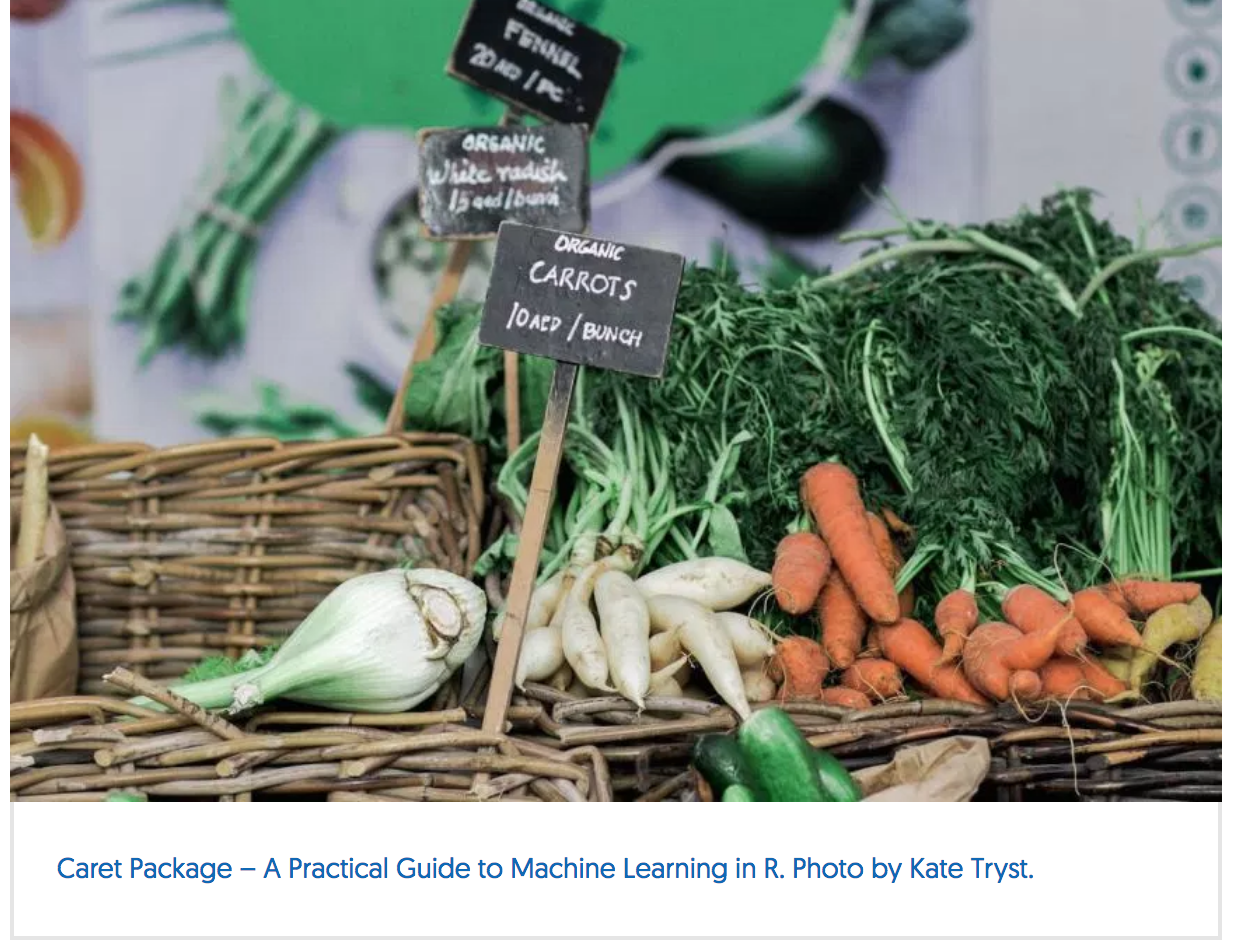 ORGANIC
FENNEL
20 AED / PC
ORGANIC
White radish
15 aed/bunch
ORGANIC
CARROTS
10 AED / BUNCH
Caret Package – A Practical Guide to Machine Learning in R. Photo by Kate Tryst.